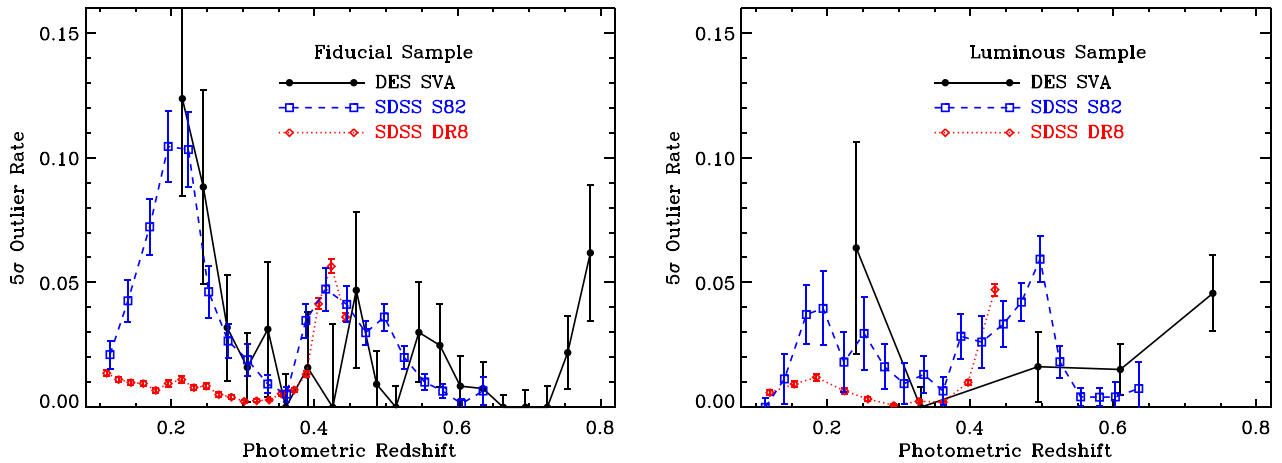 Fiducial Sample
DES SVA
SDSS S82
SDSS DR8
5σ Outlier Rate
0.15
0.10
0.05
0.00
0.2 0.4 0.6 0.8
Photometric Redshift
Luminous Sample
DES SVA
SDSS S82
SDSS DR8
5σ Outlier Rate
0.15
0.10
0.05
0.00
0.2 0.4 0.6 0.8
Photometric Redshift